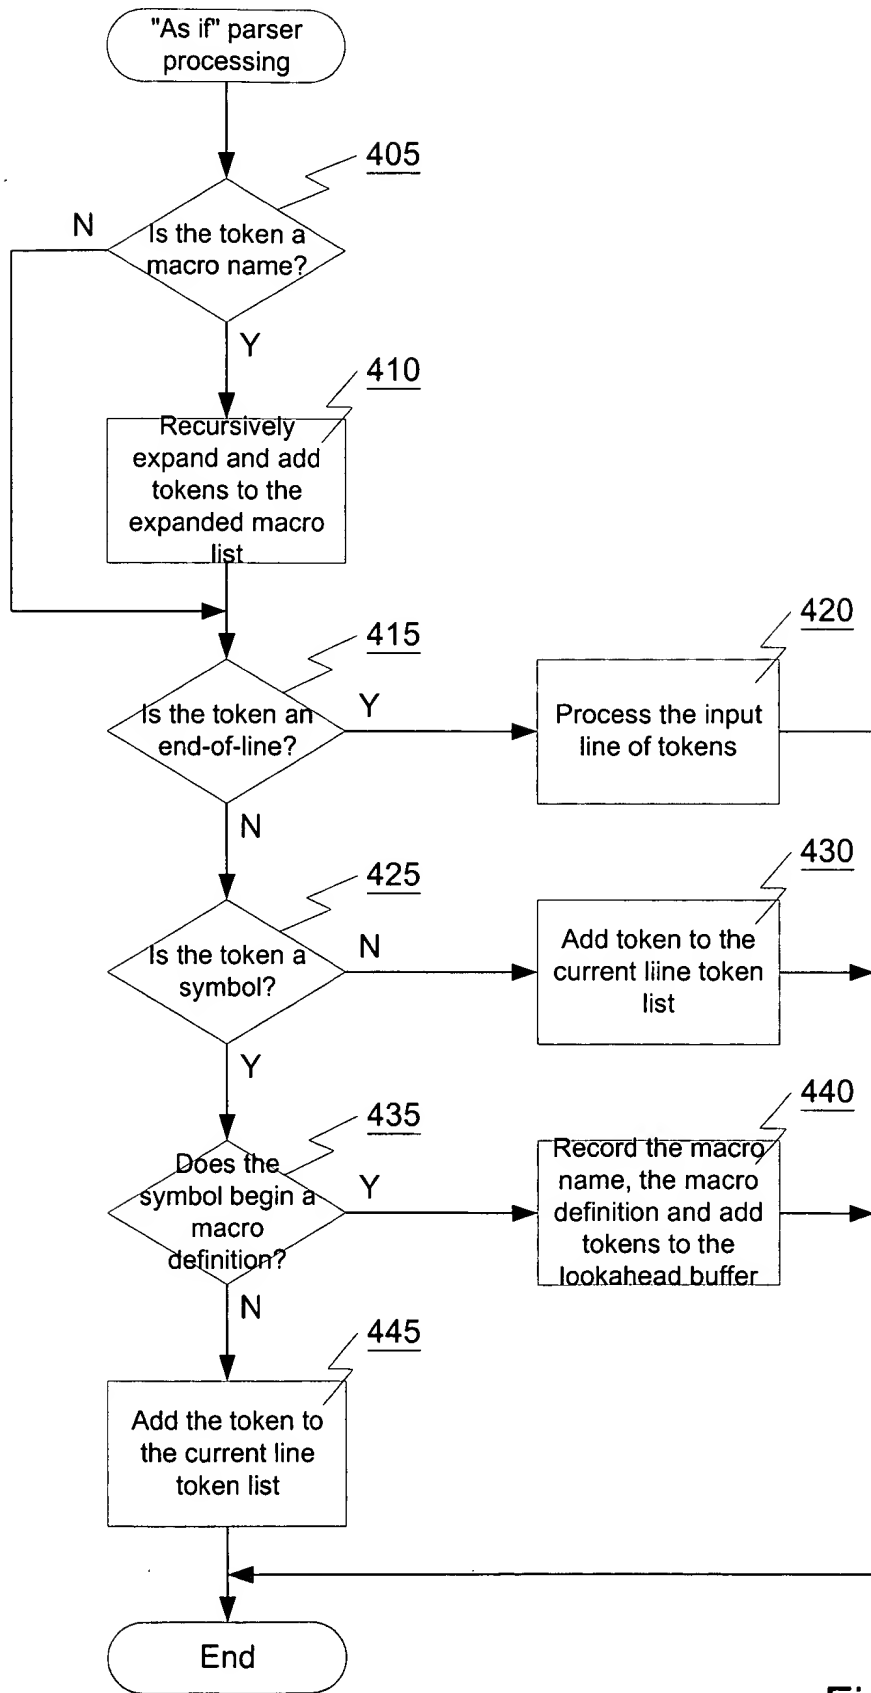 "As if" parser
processing
405
N
Is the token a
macro name?
Y
410
Recursively
expand and add
tokens to the
expanded macro
list
415
420
Is the token an
end-of-line?
Y
Process the input
line of tokens
N
425
430
Is the token a
symbol?
N
Add token to the
current liine token
list
Y
435
440
Does the
symbol begin a
macro
definition?
Y
Record the macro
name, the macro
definition and add
tokens to the
lookahead buffer
N
445
Add the token to
the current line
token list
End